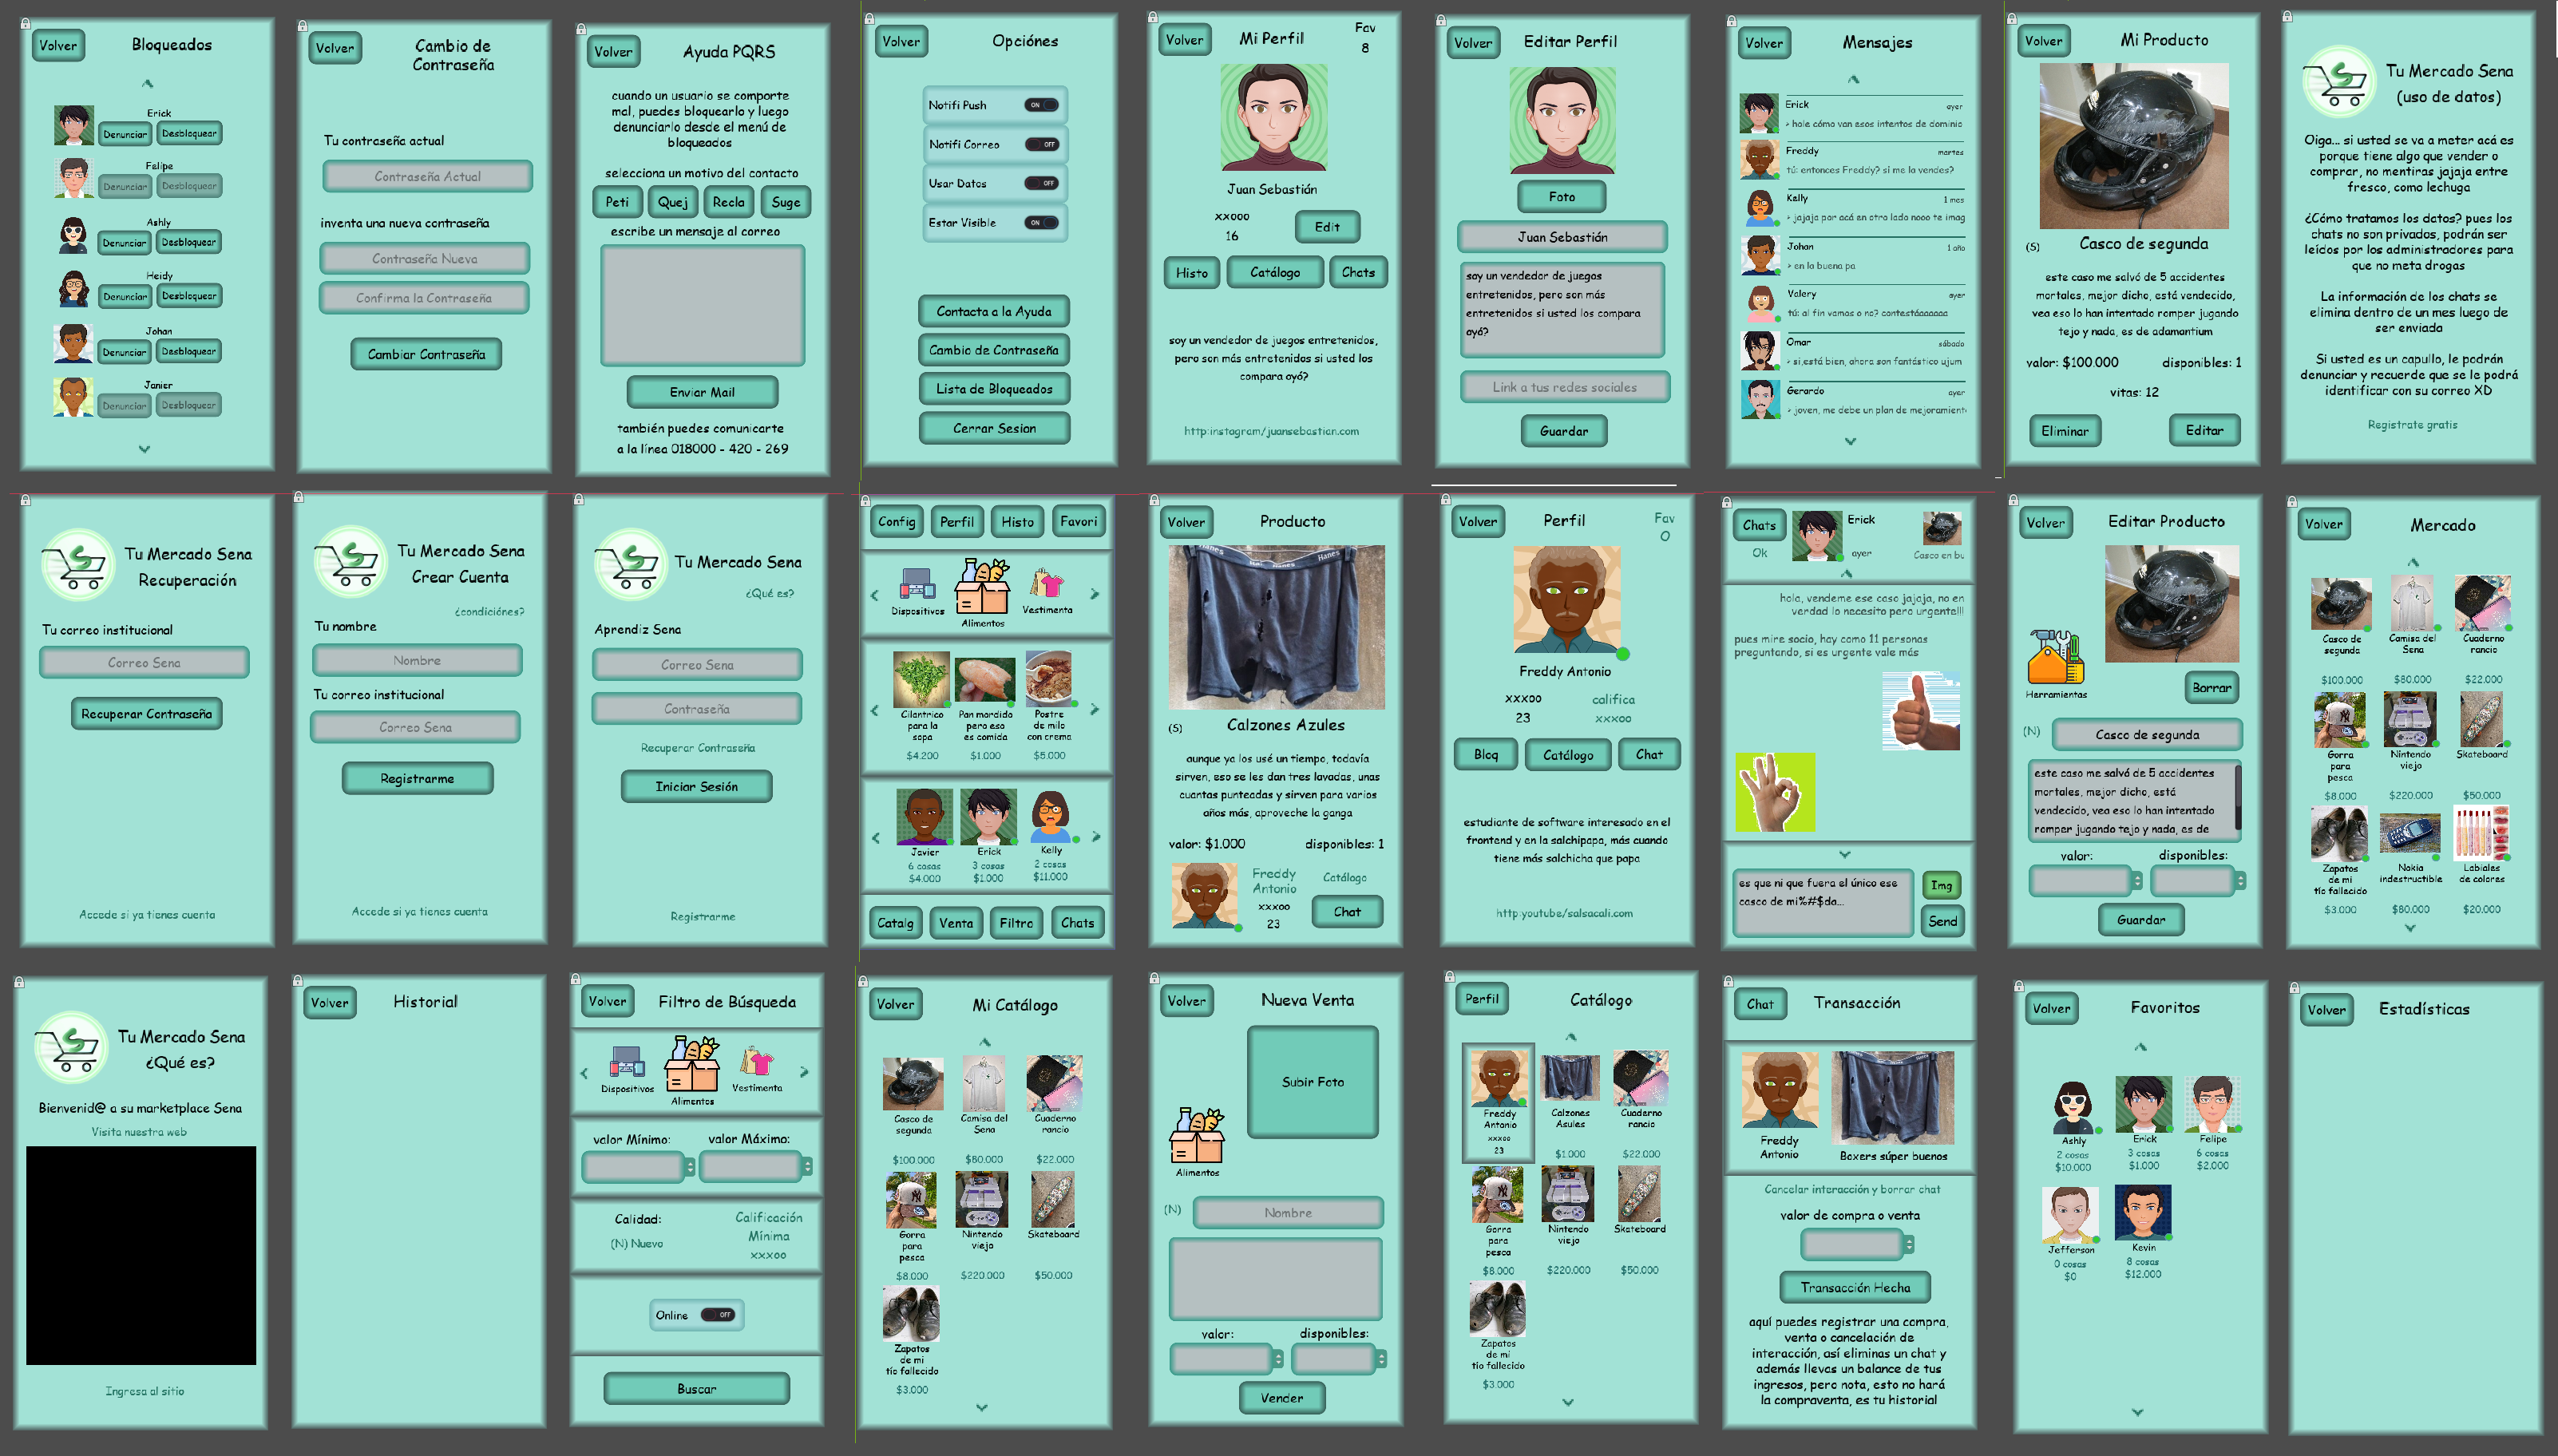 Volver
Bloqueados
Erick
Denunciar
Desbloquear
Felipe
Denunciar
Desbloquear
Ashly
Denunciar
Desbloquear
Heidy
Denunciar
Desbloquear
Johan
Denunciar
Desbloquear
Janier
Denunciar
Desbloquear
Volver
Cambio de
Contraseña
Tu contraseña actual
Contraseña Actual
inventa una nueva contraseña
Contraseña Nueva
Confirma la Contraseña
Cambiar Contraseña
Volver
Ayuda PQRS
cuando un usuario se comporte
mal, puedes bloquearlo y luego
denunciarlo desde el menú de
bloqueados
selecciona un motivo del contacto
Peti
Quej
Recla
Suge
escribe un mensaje al correo
Enviar Mail
también puedes comunicarte
a la línea 018000 - 420 - 269
Volver
Opciónes
Notifi Push
ON
Notifi Correo
OFF
Usar Datos
OFF
Estar Visible
ON
Contacta a la Ayuda
Cambio de Contraseña
Lista de Bloqueados
Cerrar Sesion
Volver
Mi Perfil
Fav
8
Juan Sebastián
xxooo
16
Edit
Histo
Catálogo
Chats
soy un vendedor de juegos entretenidos,
pero son más entretenidos si usted los
compara ayó?
http:instagram/juansebastian.com
Volver
Editar Perfil
Foto
Juan Sebastián
soy un vendedor de juegos
entretenidos, pero son más
entretenidos si usted los compara
ayó?
Link a tus redes sociales
Guardar
Volver
Mensajes
Erick
ayer
> hole cómo van esos intentos de dominio
Freddy
martes
tú: entonces Freddy? si me la vendes?
Kelly
1 mes
> jajaja por acá en otro lado nooo te imag
Johan
1 año
> en la buena pa
Valery
ayer
tú: al fin vamos o no? contestáaaaaa
Omar
sábado
> si,está bien, ahora son fantástico ujum
Gerardo
ayer
> joven, me debe un plan de mejoramient
Volver
Mi Producto
(S)
Casco de segunda
este caso me salvó de 5 accidentes
mortales, mejor dicho, está vendecido,
vea eso lo han intentado romper jugando
tejo y nada, es de adamantium
valor: $100.000
disponibles: 1
vitas: 12
Eliminar
Editar
Tu Mercado Sena
(uso de datos)
Oiga... si usted se va a meter acá es
porque tiene algo que vender o
comprar, no mentiras jajaja entre
fresco, como lechuga
¿Cómo tratamos los datos? pues los
chats no son privados, podrán ser
leídos por los administradores para
que no meta drogas
La información de los chats se
elimina dentro de un mes luego de
ser enviada
Si usted es un capullo, le podrán
denunciar y recuerde que se le podrá
identificar con su correo XD
Registrate gratis
Tu Mercado Sena
Recuperación
Tu correo institucional
Correo Sena
Recuperar Contraseña
Accede si ya tienes cuenta
Tu Mercado Sena
Crear Cuenta
¿condiciónes?
Tu nombre
Nombre
Tu correo institucional
Correo Sena
Registrarme
Accede si ya tienes cuenta
Tu Mercado Sena
¿Qué es?
Aprendiz Sena
Correo Sena
Contraseña
Recuperar Contraseña
Iniciar Sesión
Registrarme
Config
Perfil
Histo
Favori
Dispositivos
Alimentos
Vestimenta
Cilantrico
para la
sopa
$4.200
Pan mordido
pero eso
es comida
$1.000
Postre
de milo
con crema
$5.000
Javier
6 cosas
$4.000
Erick
3 cosas
$1.000
Kelly
2 cosas
$11.000
Catalg
Venta
Filtro
Chats
Volver
Producto
Hanes
Hanes
(S)
Calzones Azules
aunque ya los usé un tiempo, todavía
sirven, eso se les dan tres lavadas, unas
cuantas punteadas y sirven para varios
años más, aproveche la ganga
valor: $1.000
disponibles: 1
Freddy
Antonio
xxxoo
23
Catálogo
Chat
Volver
Perfil
Fav
0
Freddy Antonio
xxxoo
23
califica
xxxoo
Bloq
Catálogo
Chat
estudiante de software interesado en el
frontend y en la salchipapa, más cuando
tiene más salchicha que papa
http:youtube/salsacali.com
Chats
Ok
Erick
ayer
Casco en bu
hola, vendeme ese caso jajaja, no en
verdad lo necesito pero urgente!!!
pues mire socio, hay como 11 personas
preguntando, si es urgente vale más
es que ni que fuera el único ese
casco de mi%#$da...
Img
Send
Volver
Editar Producto
Herramientas
Borrar
(N)
Casco de segunda
este caso me salvó de 5 accidentes
mortales, mejor dicho, está
vendecido, vea eso lo han intentado
romper jugando tejo y nada, es de
valor:
disponibles:
Guardar
Volver
Mercado
Casco de
segunda
$100.000
Camisa del
Sena
$80.000
Cuaderno
rancio
$22.000
Gorra
para
pesca
$8.000
Nintendo
viejo
$220.000
Skateboard
$50.000
Zapatos
de mi
tío fallecido
$3.000
Nokia
indestructible
$80.000
Labiales
de colores
$20.000
Tu Mercado Sena
¿Qué es?
Bienvenid@ a su marketplace Sena
Visita nuestra web
Ingresa al sitio
Volver
Historial
Volver
Filtro de Búsqueda
Dispositivos
Alimentos
Vestimenta
valor Mínimo:
valor Máximo:
Calidad:
(N) Nuevo
Calificación
Mínima
xxxoo
Online
OFF
Buscar
Volver
Mi Catálogo
Casco de
segunda
$100.000
Camisa del
Sena
$80.000
Cuaderno
rancio
$22.000
Gorra
para
pesca
$8.000
Nintendo
viejo
$220.000
Skateboard
$50.000
Zapatos
de mi
tío fallecido
$3.000
Volver
Nueva Venta
Subir Foto
Alimentos
(N)
Nombre
valor:
disponibles:
Vender
Perfil
Catálogo
Freddy
Antonio
xxxoo
23
Calzones
Asules
$1.000
Cuaderno
rancio
$22.000
Gorra
para
pesca
$8.000
Nintendo
viejo
$220.000
Skateboard
$50.000
Zapatos
de mi
tío fallecido
$3.000
Chat
Transacción
Freddy
Antonio
Boxers súper buenos
Cancelar interacción y borrar chat
valor de compra o venta
Transacción Hecha
aquí puedes registrar una compra,
venta o cancelación de
interacción, así eliminas un chat y
además llevas un balance de tus
ingresos, pero nota, esto no hará
la compraventa, es tu historial
Volver
Favoritos
Ashly
2 cosas
$10.000
Erick
3 cosas
$1.000
Felipe
6 cosas
$2.000
Jefferson
0 cosas
$0
Kevin
8 cosas
$12.000
Volver
Estadísticas